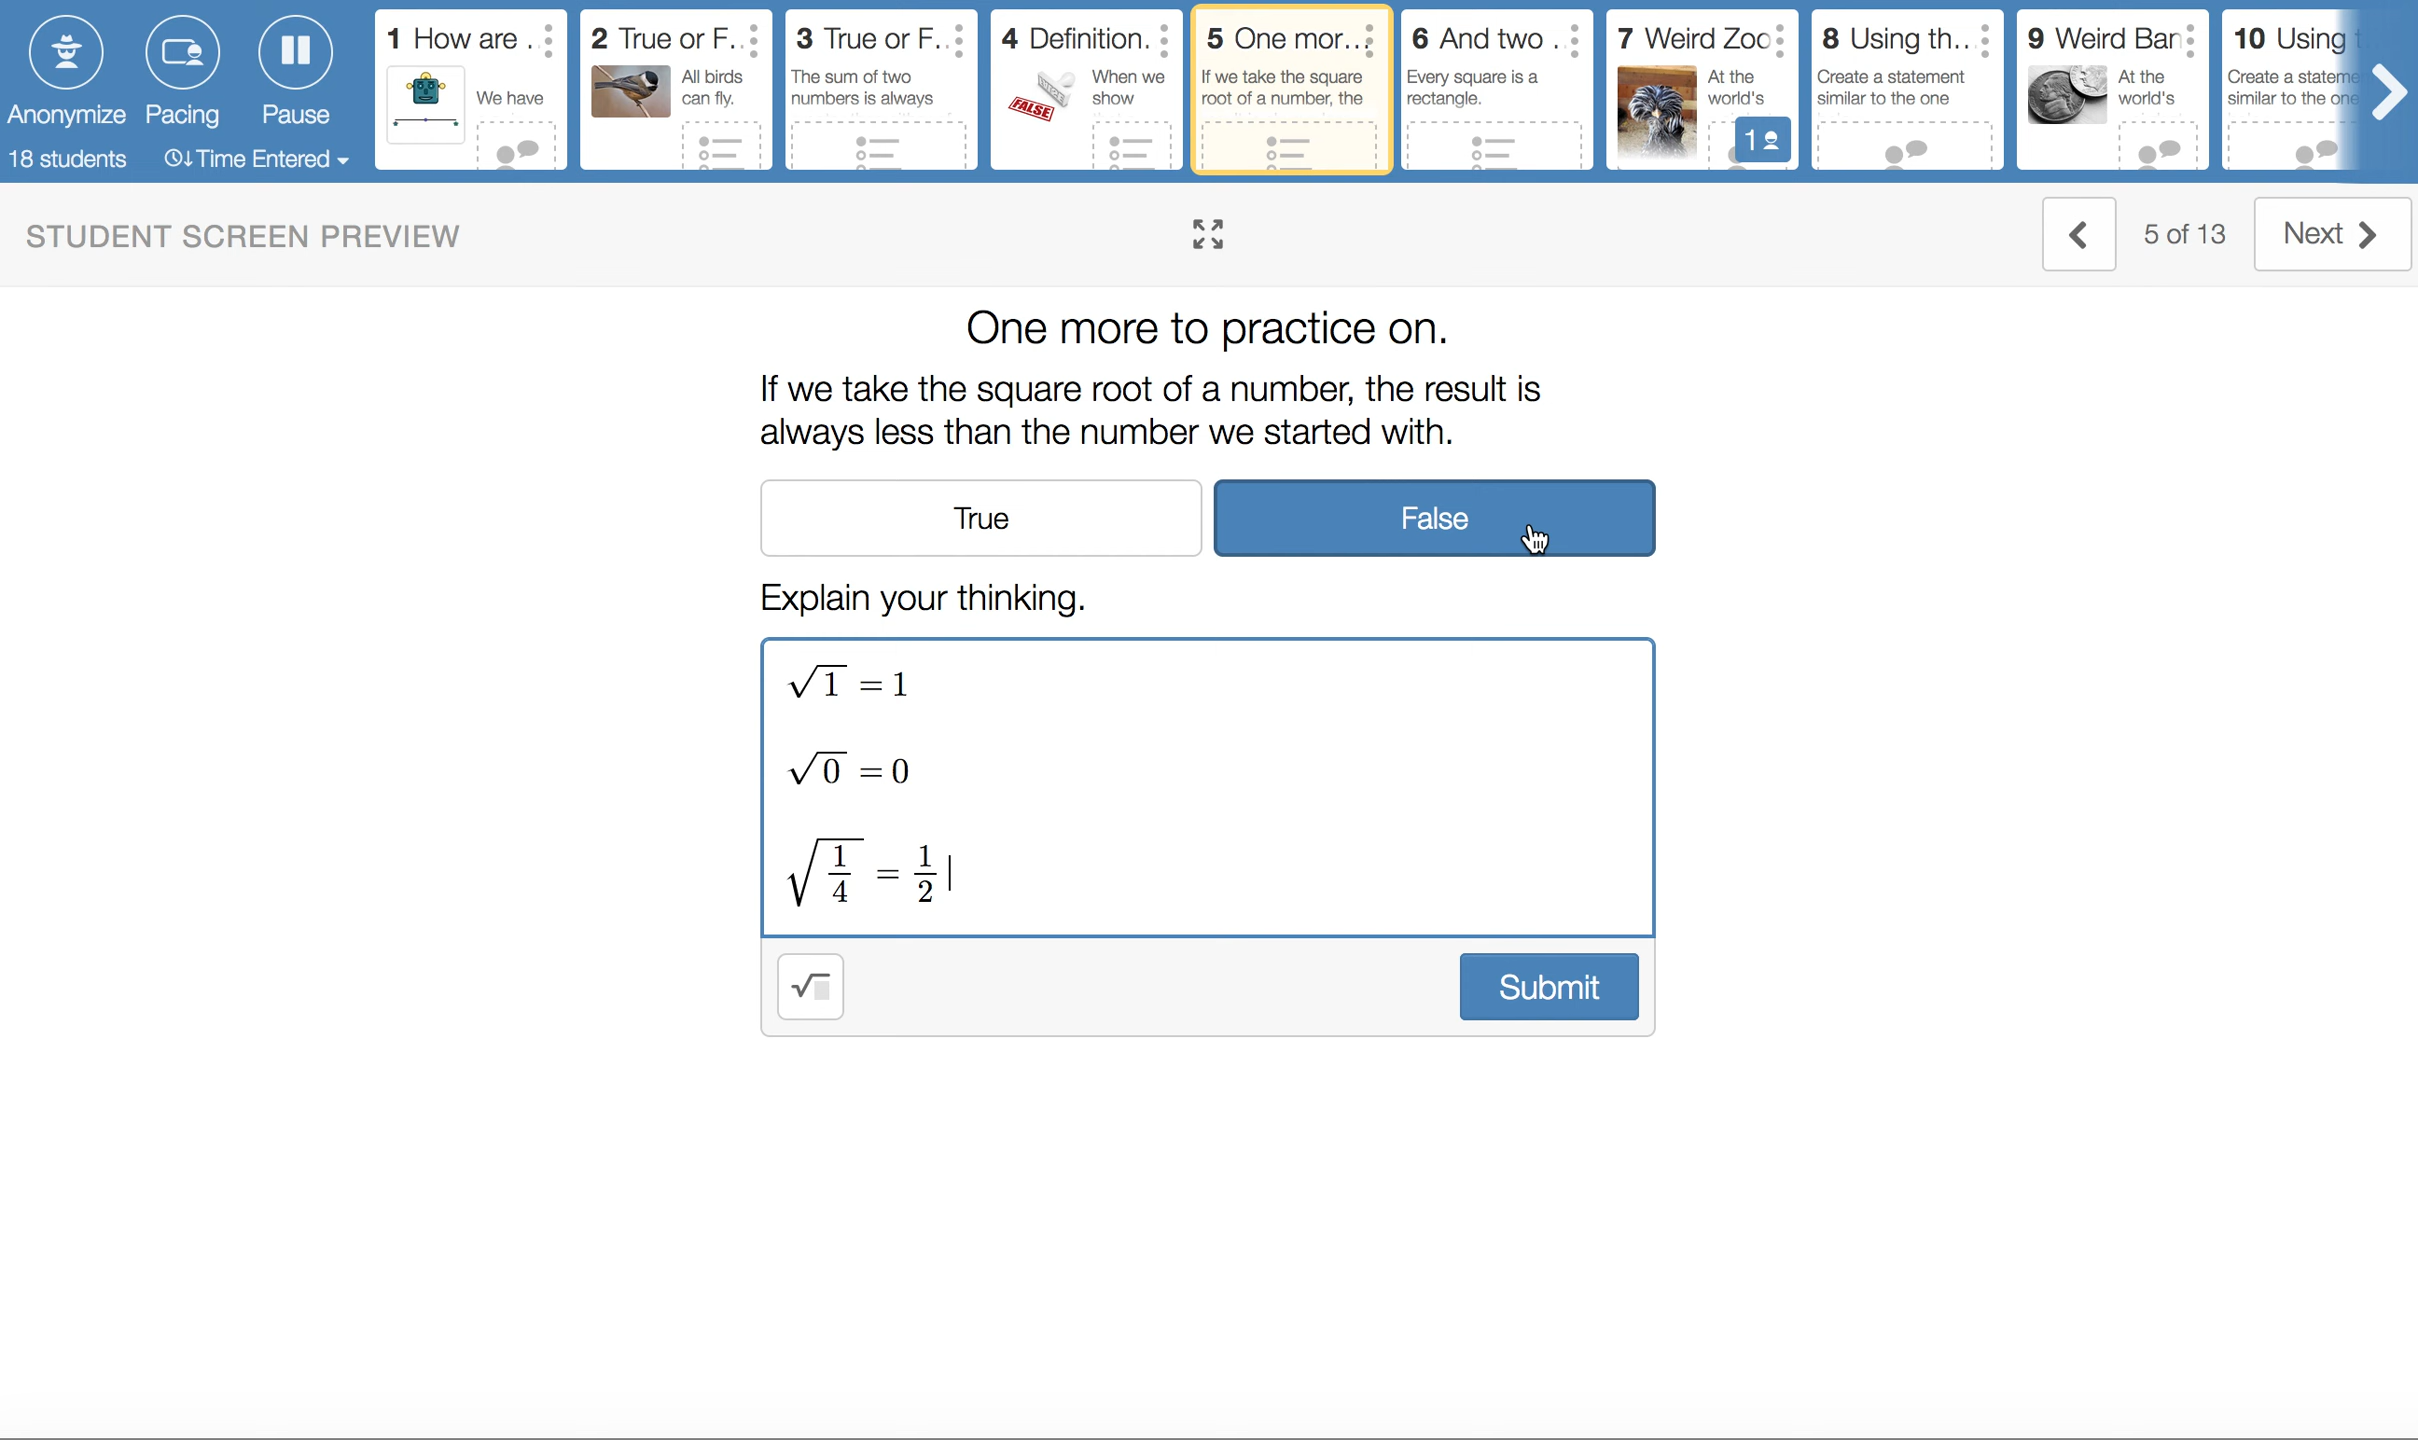 Anonymize
Pacing
Pause
18 students
Time Entered
1 How are ..
We have
2 True or F...
All birds
can fly.
3 True or F...
The sum of two
numbers is always
4 Definition.
When we
show
FALSE
5 One mor...
If we take the square
root of a number, the
6 And two ..
Every square is a
rectangle.
7 Weird Zoo
At the
world's
1
8 Using th...
Create a statement
similar to the one
9 Weird Ban
At the
world's
10 Using t
Create a stateme
similar to the one
STUDENT SCREEN PREVIEW
5 of 13
Next
One more to practice on.
If we take the square root of a number, the result is
always less than the number we started with.
True
False
Explain your thinking.
√1 = 1
√0 = 0
√(1/4) = 1/2
Submit